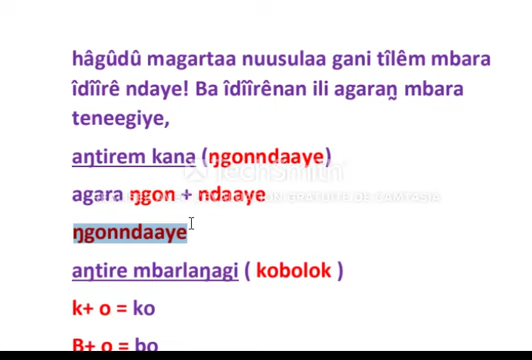 hâgûdû magartaa nuusulaa gani tîlêm mbara
îdîîrê ndaye! Ba îdîîrênan ili agaraŋ̰ mbara
teneegiye,
aŋtirem kana (ŋgonndaaye)
TechSmith
agara ŋgon + ndaaye
ŋgonndaaye
aŋtire mbarlaŋagi ( kobolok )
k+ o = ko
B+ o = bo